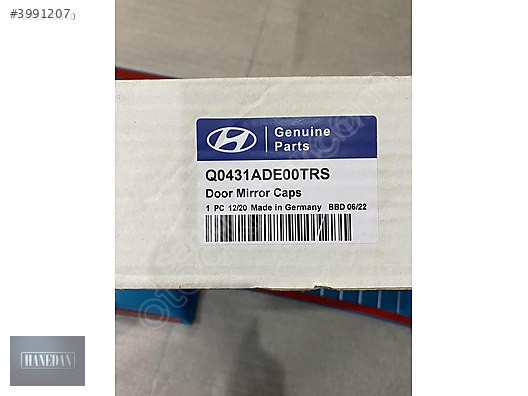 #3991207
Genuine
Parts
Q0431ADE00TRS
Door Mirror Caps
1 PC 12/20 Made in Germany BBD 06/22
HANEDAN